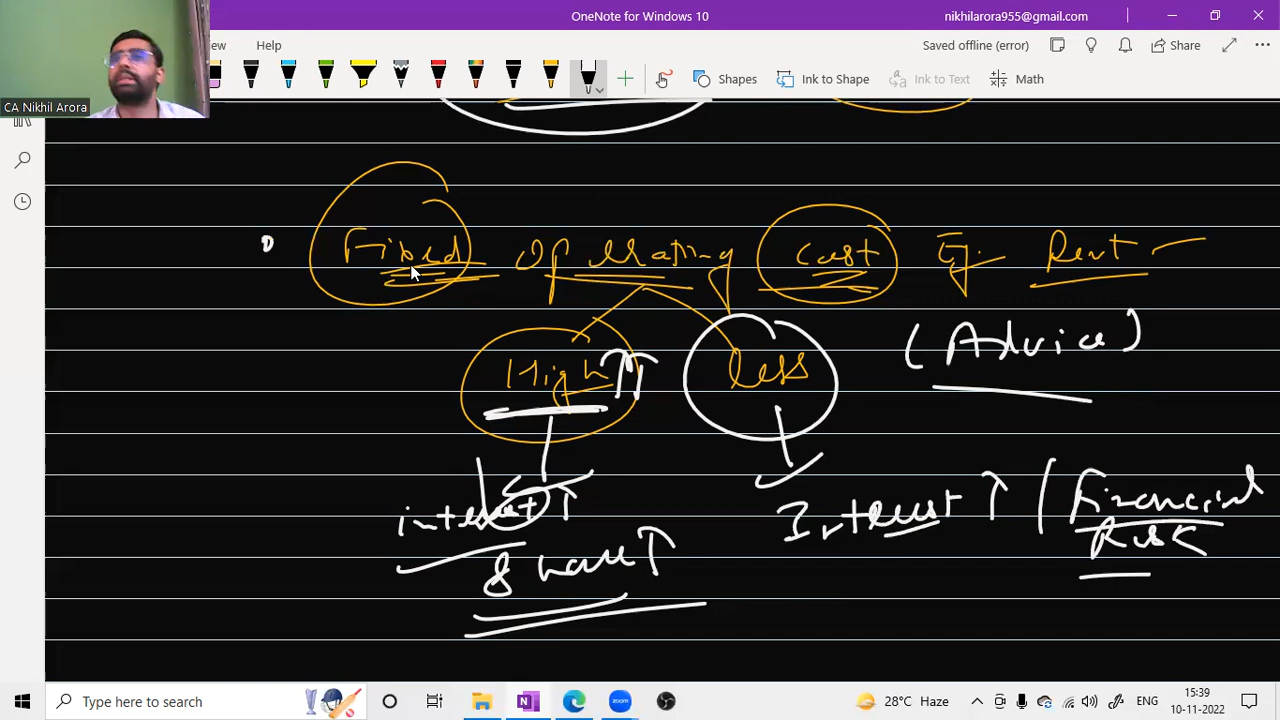 OneNote for Windows 10
nikhilarora955@gmail.com
View Help
Saved offline (error)
Share
Shapes
Ink to Shape
Ink to Text
Math
CA Nikhil Arora
Fixed Operating Cost Eg. Rent
High ↑↑ less (Advice)
interest ↑ Interest ↑ (Financial Risk
Share ↑
Type here to search
28°C Haze
ENG
15:39
10-11-2022